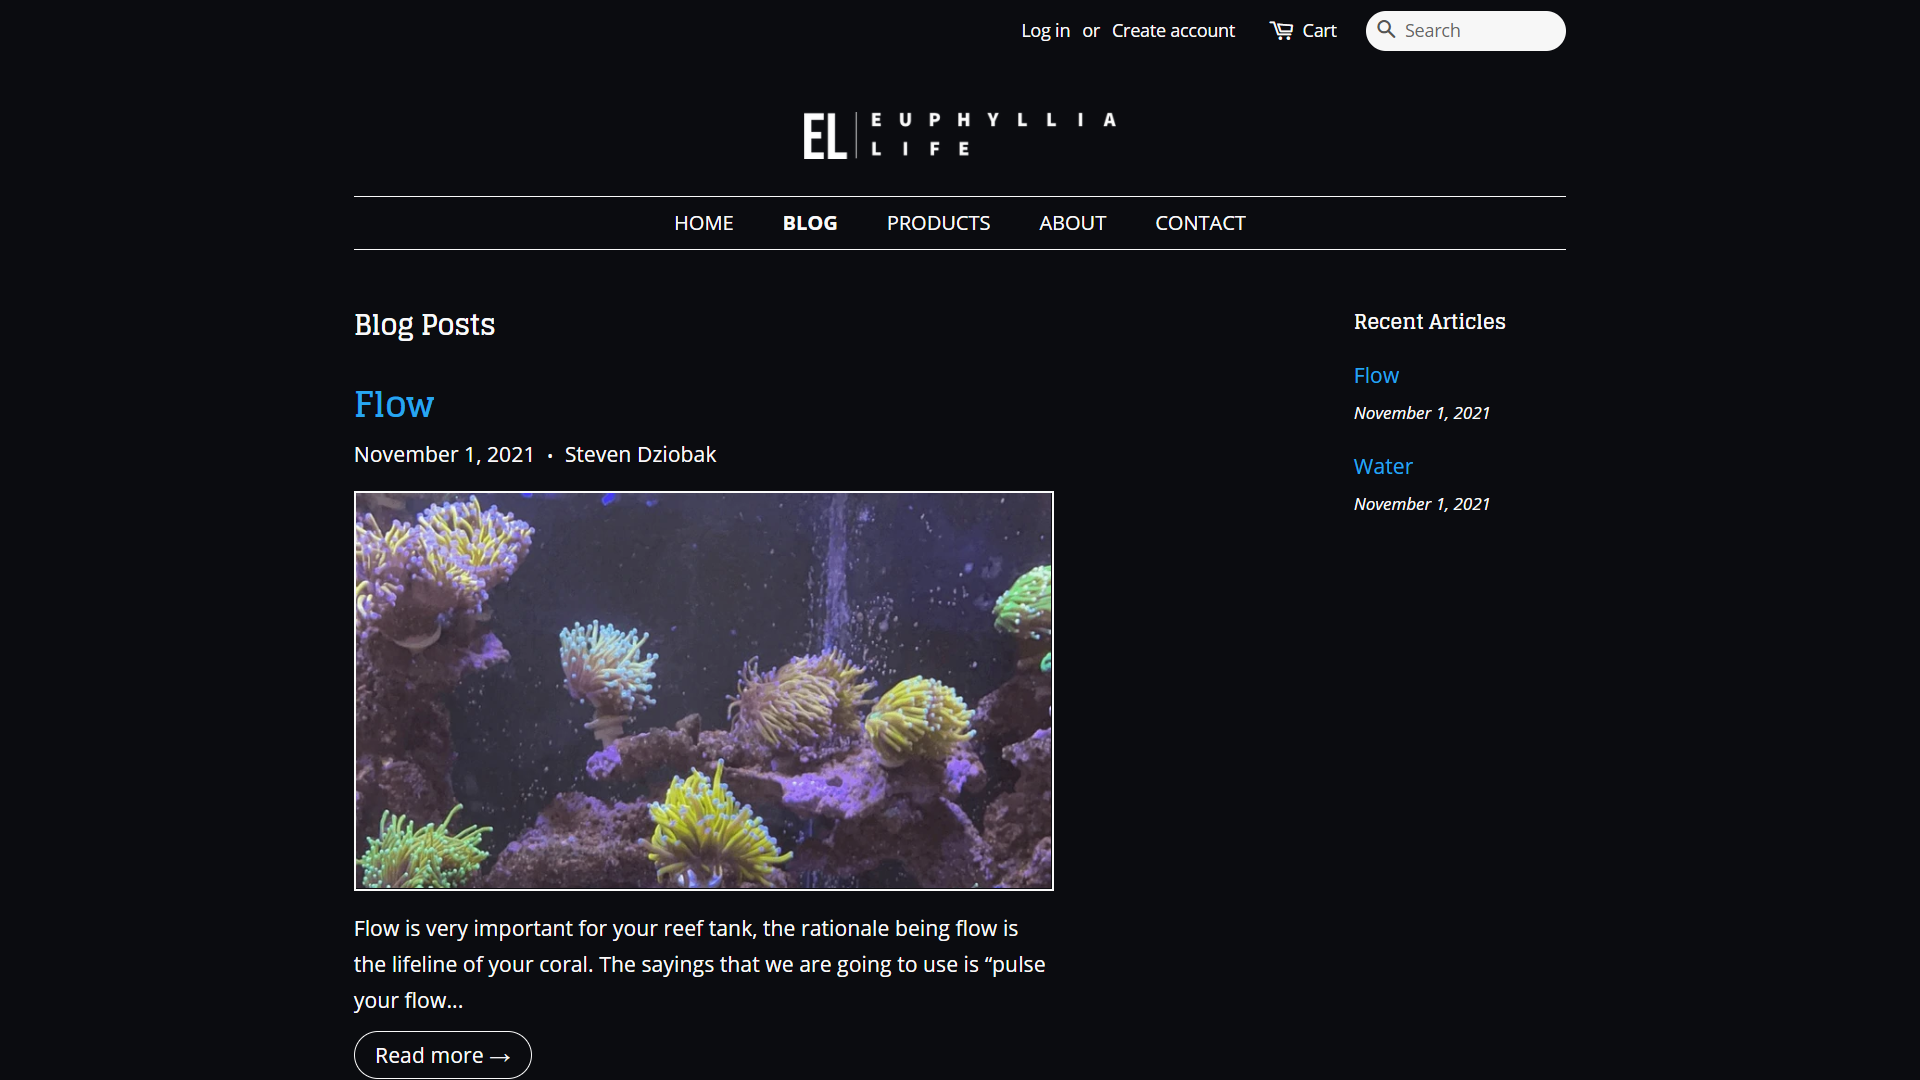 Log in or Create account Cart Search
EL EUPHYLLIA
LIFE
HOME BLOG PRODUCTS ABOUT CONTACT
Blog Posts
Flow
November 1, 2021 • Steven Dziobak
Flow is very important for your reef tank, the rationale being flow is
the lifeline of your coral. The sayings that we are going to use is “pulse
your flow...
Read more →
Recent Articles
Flow
November 1, 2021
Water
November 1, 2021